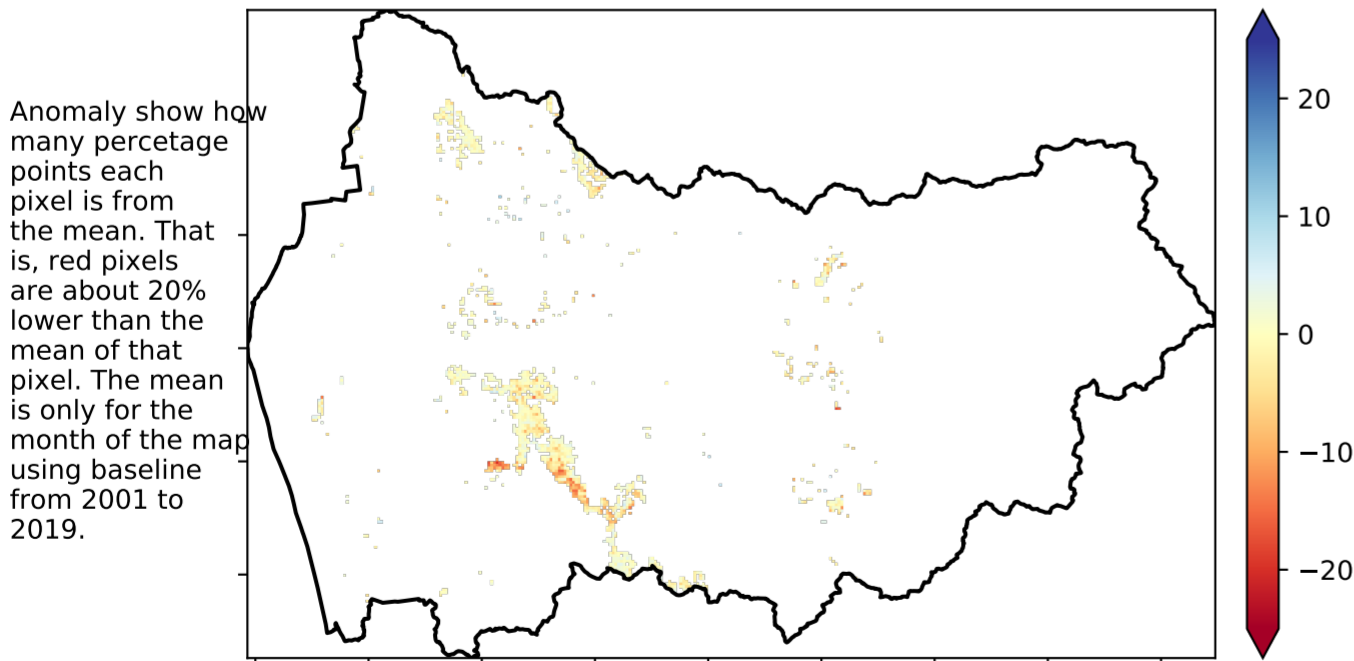 Anomaly show how
many percetage
points each
pixel is from
the mean. That
is, red pixels
are about 20%
lower than the
mean of that
pixel. The mean
is only for the
month of the map
using baseline
from 2001 to
2019.
20
10
0
−10
−20